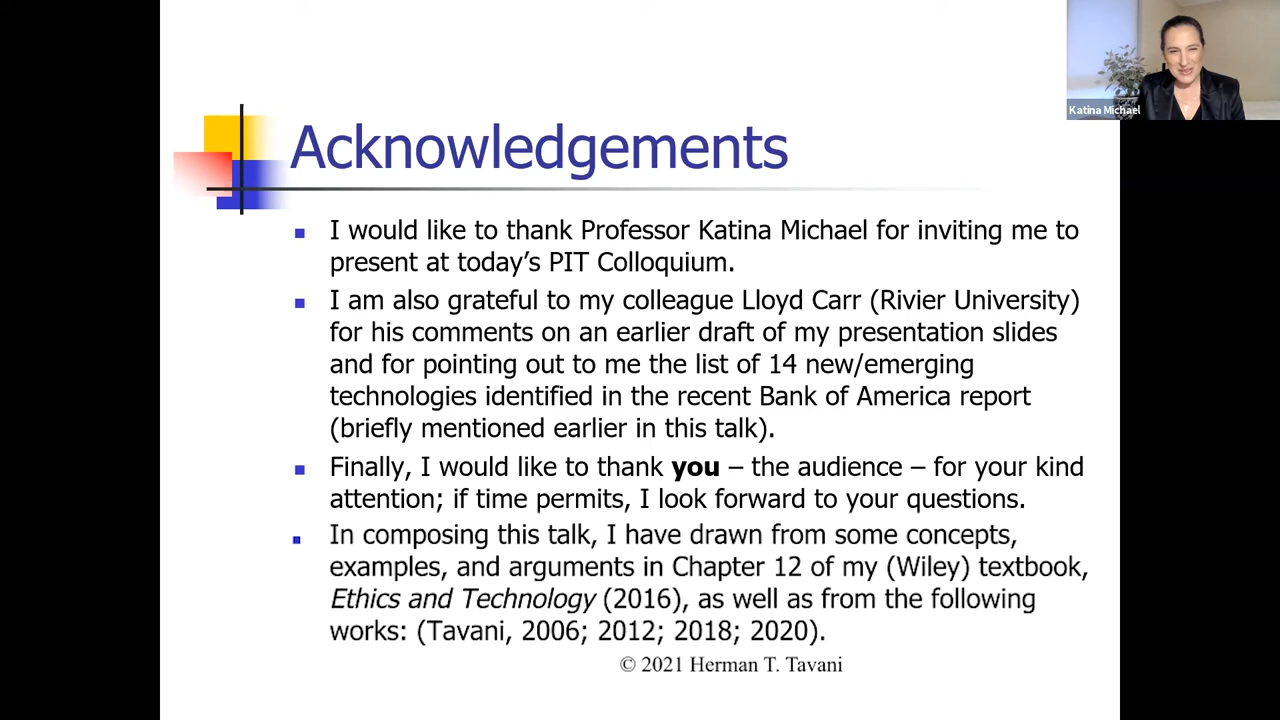 Katina Michael
Acknowledgements
I would like to thank Professor Katina Michael for inviting me to
present at today's PIT Colloquium.
I am also grateful to my colleague Lloyd Carr (Rivier University)
for his comments on an earlier draft of my presentation slides
and for pointing out to me the list of 14 new/emerging
technologies identified in the recent Bank of America report
(briefly mentioned earlier in this talk).
Finally, I would like to thank you – the audience – for your kind
attention; if time permits, I look forward to your questions.
In composing this talk, I have drawn from some concepts,
examples, and arguments in Chapter 12 of my (Wiley) textbook,
Ethics and Technology (2016), as well as from the following
works: (Tavani, 2006; 2012; 2018; 2020).
© 2021 Herman T. Tavani